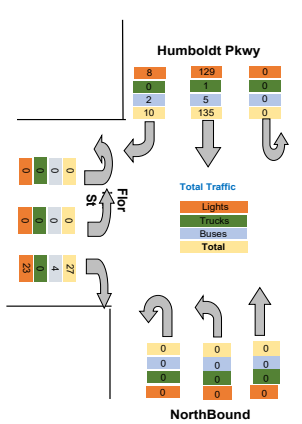 Humboldt Pkwy
8 129 0
0 1 0
2 5 0
10 135 0
Flor
St
0 0 0 0
0 0 0 0
23 0 4 27
Total Traffic
Lights
Trucks
Buses
Total
0 0 0
0 0 0
0 0 0
0 0 0
NorthBound